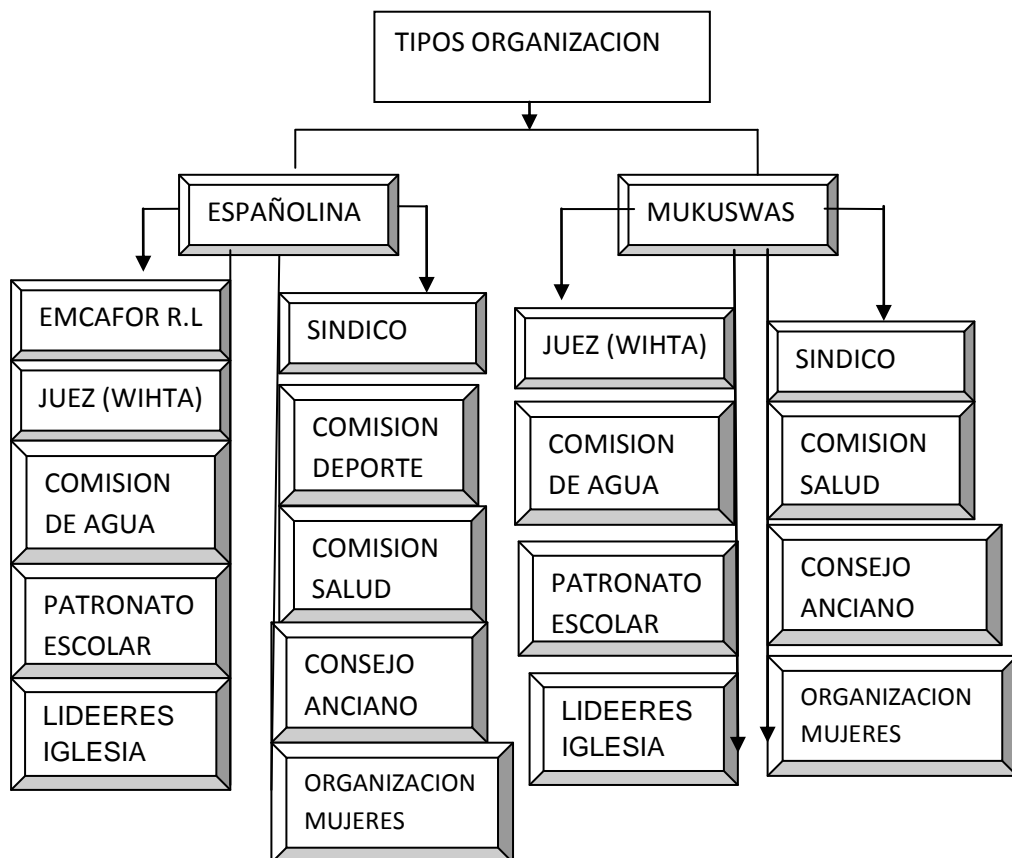 TIPOS ORGANIZACION
ESPAÑOLINA
MUKUSWAS
EMCAFOR R.L
JUEZ (WIHTA)
COMISION
DE AGUA
PATRONATO
ESCOLAR
LIDEERES
IGLESIA
SINDICO
COMISION
DEPORTE
COMISION
SALUD
CONSEJO
ANCIANO
ORGANIZACION
MUJERES
JUEZ (WIHTA)
COMISION
DE AGUA
PATRONATO
ESCOLAR
LIDEERES
IGLESIA
SINDICO
COMISION
SALUD
CONSEJO
ANCIANO
ORGANIZACION
MUJERES